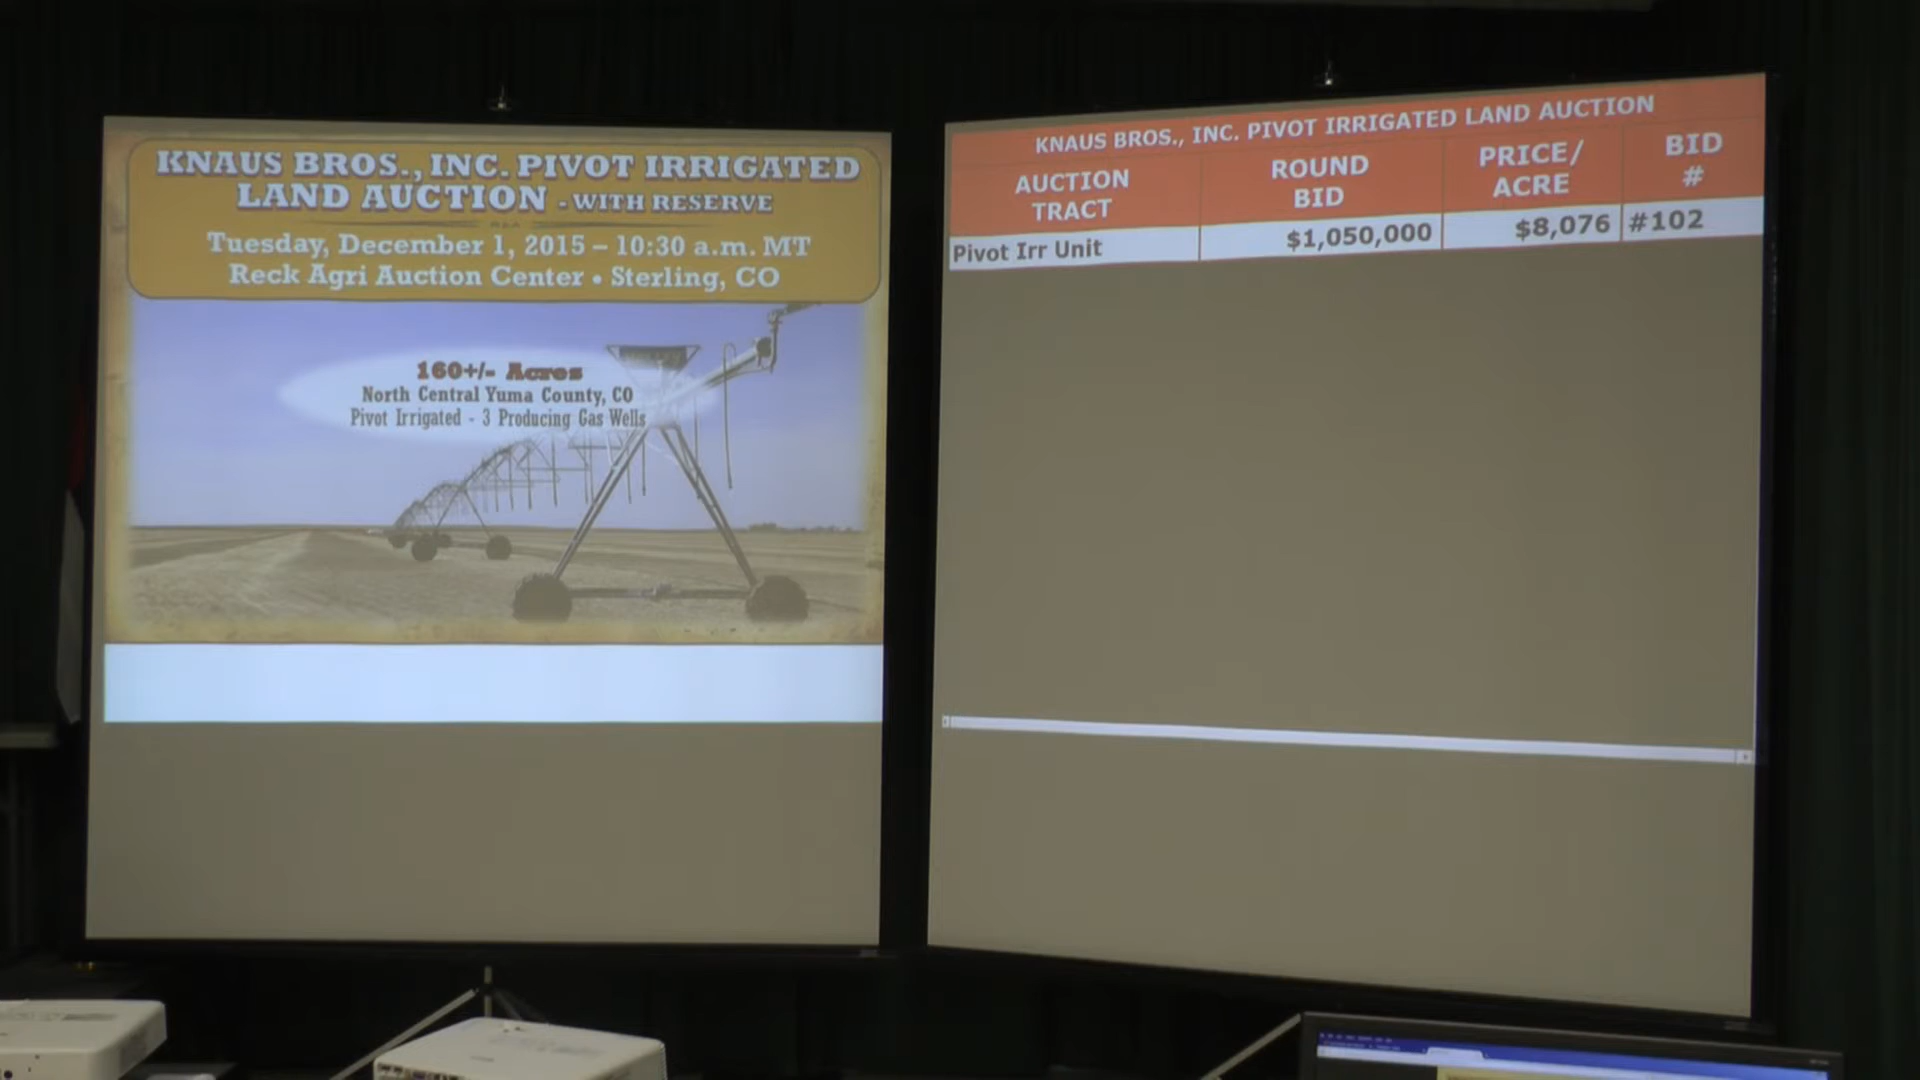 KNAUS BROS., INC. PIVOT IRRIGATED
LAND AUCTION - WITH RESERVE
Tuesday, December 1, 2015 – 10:30 a.m. MT
Reck Agri Auction Center • Sterling, CO
160+/- Acres
North Central Yuma County, CO
Pivot Irrigated - 3 Producing Gas Wells
KNAUS BROS., INC. PIVOT IRRIGATED LAND AUCTION
AUCTION TRACT
ROUND BID
PRICE/ ACRE
BID #
Pivot Irr Unit $1,050,000 $8,076 #102